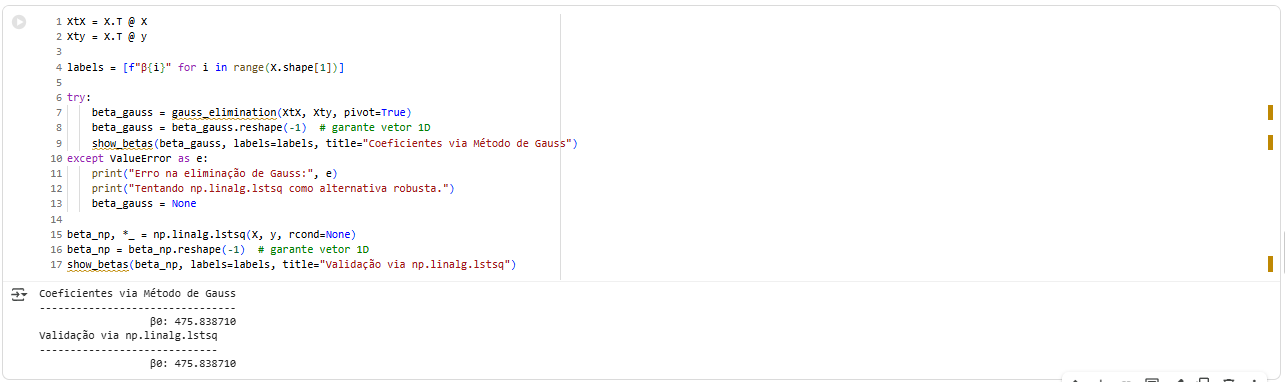 1 XtX = X.T @ X
2 Xty = X.T @ y
3
4 labels = [f"β{i}" for i in range(X.shape[1])]
5
6 try:
7     beta_gauss = gauss_elimination(XtX, Xty, pivot=True)
8     beta_gauss = beta_gauss.reshape(-1)  # garante vetor 1D
9     show_betas(beta_gauss, labels=labels, title="Coeficientes via Método de Gauss")
10 except ValueError as e:
11     print("Erro na eliminação de Gauss:", e)
12     print("Tentando np.linalg.lstsq como alternativa robusta.")
13     beta_gauss = None
14
15 beta_np, *_ = np.linalg.lstsq(X, y, rcond=None)
16 beta_np = beta_np.reshape(-1)  # garante vetor 1D
17 show_betas(beta_np, labels=labels, title="Validação via np.linalg.lstsq")
Coeficientes via Método de Gauss
--------------------------------
β0: 475.838710
Validação via np.linalg.lstsq
-----------------------------
β0: 475.838710